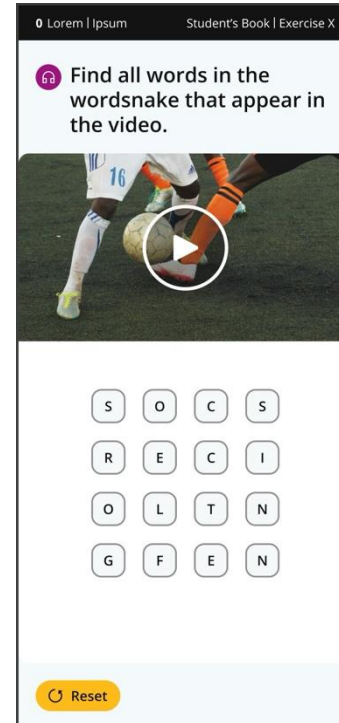 0 Lorem | Ipsum Student's Book | Exercise X
Find all words in the
wordsnake that appear in
the video.
16
S O C S
R E C I
O L T N
G F E N
Reset